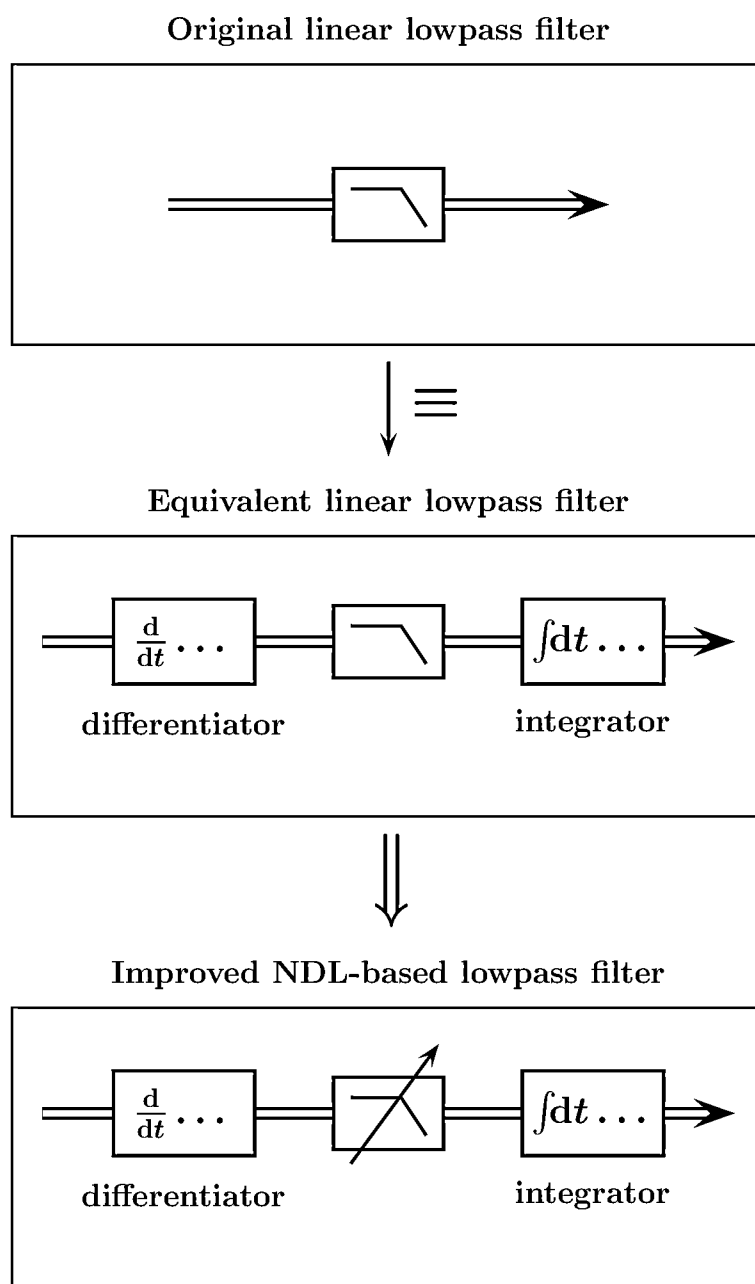 Original linear lowpass filter
≡
Equivalent linear lowpass filter
d/dt ... ∫dt ...
differentiator integrator
Improved NDL-based lowpass filter
d/dt ... ∫dt ...
differentiator integrator